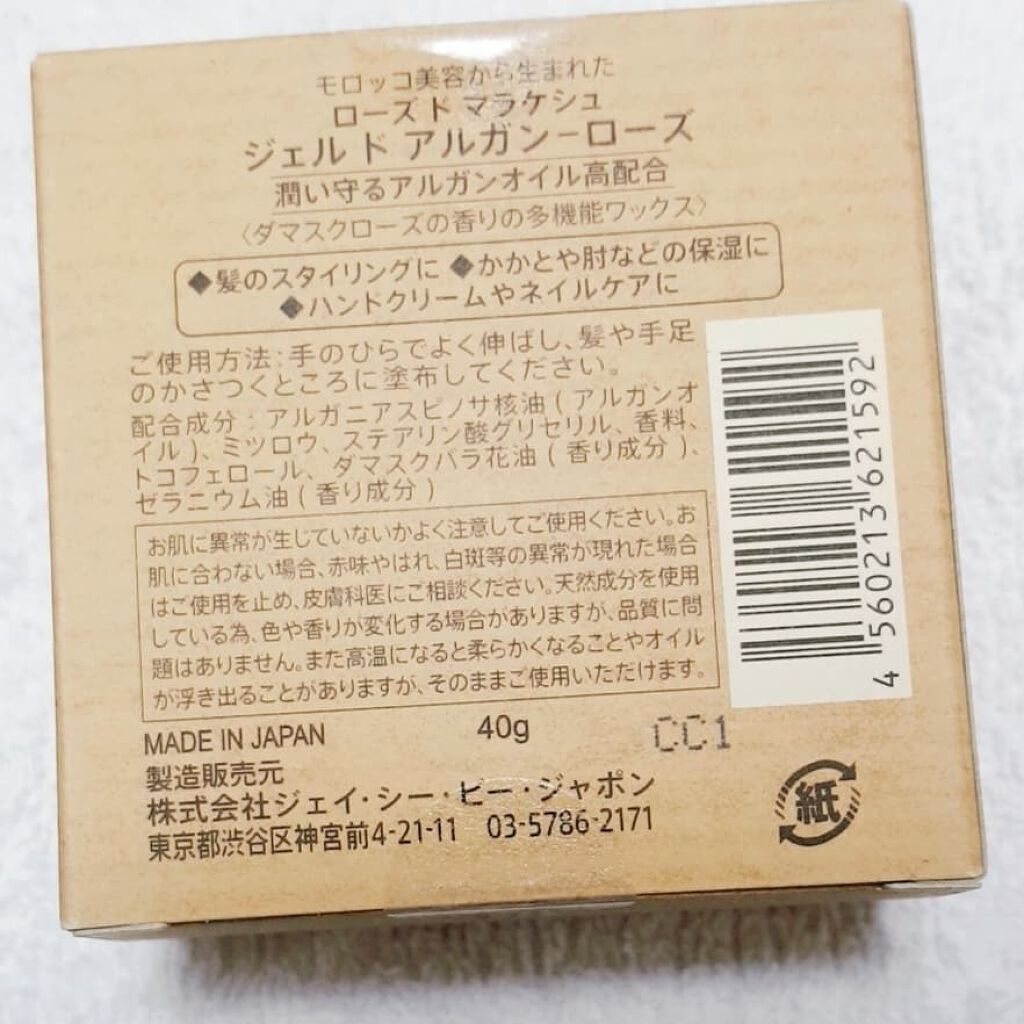 モロッコ美容から生まれた
ローズ ド マラケシュ
ジェル ド アルガン-ローズ
潤い守るアルガンオイル高配合
〈ダマスクローズの香りの多機能ワックス〉
◆髪のスタイリングに ◆かかとや肘などの保湿に
◆ハンドクリームやネイルケアに
ご使用方法:手のひらでよく伸ばし、髪や手足
のかさつくところに塗布してください。
配合成分:アルガニアスピノサ核油(アルガンオ
イル)、ミツロウ、ステアリン酸グリセリル、香料、
トコフェロール、ダマスクバラ花油(香り成分)、
ゼラニウム油(香り成分)
お肌に異常が生じていないかよく注意してご使用ください。お
肌に合わない場合、赤味やはれ、白斑等の異常が現れた場合
はご使用を止め、皮膚科医にご相談ください。天然成分を使用
している為、色や香りが変化する場合がありますが、品質に問
題はありません。また高温になると柔らかくなることやオイル
が浮き出ることがありますが、そのままご使用いただけます。
4 560213 621592
MADE IN JAPAN 40g CC1
製造販売元
株式会社ジェイ・シー・ビー・ジャポン
東京都渋谷区神宮前4-21-11 03-5786-2171
紙